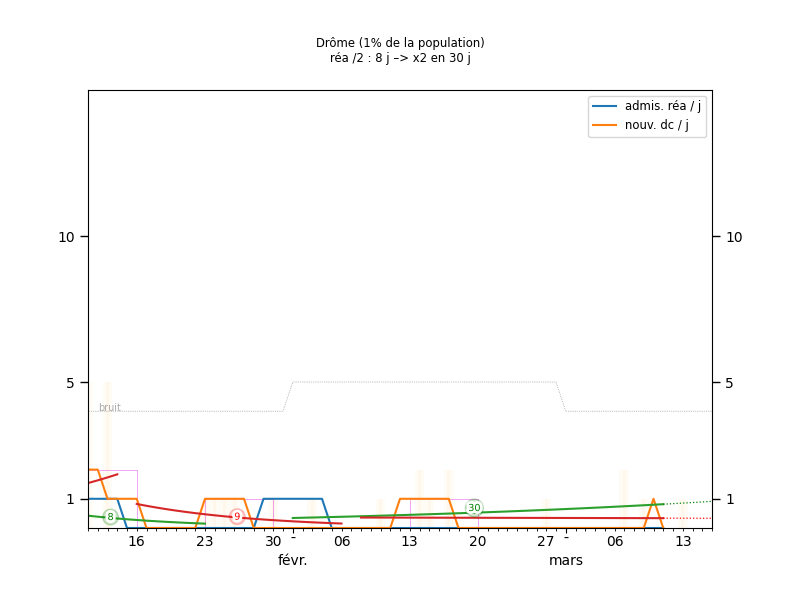 Drôme (1% de la population)
réa /2 : 8 j –> x2 en 30 j
admis. réa / j
nouv. dc / j
10
10
5
5
bruit
1
1
8
9
30
16
23
30
-
06
13
20
27
-
06
13
févr.
mars